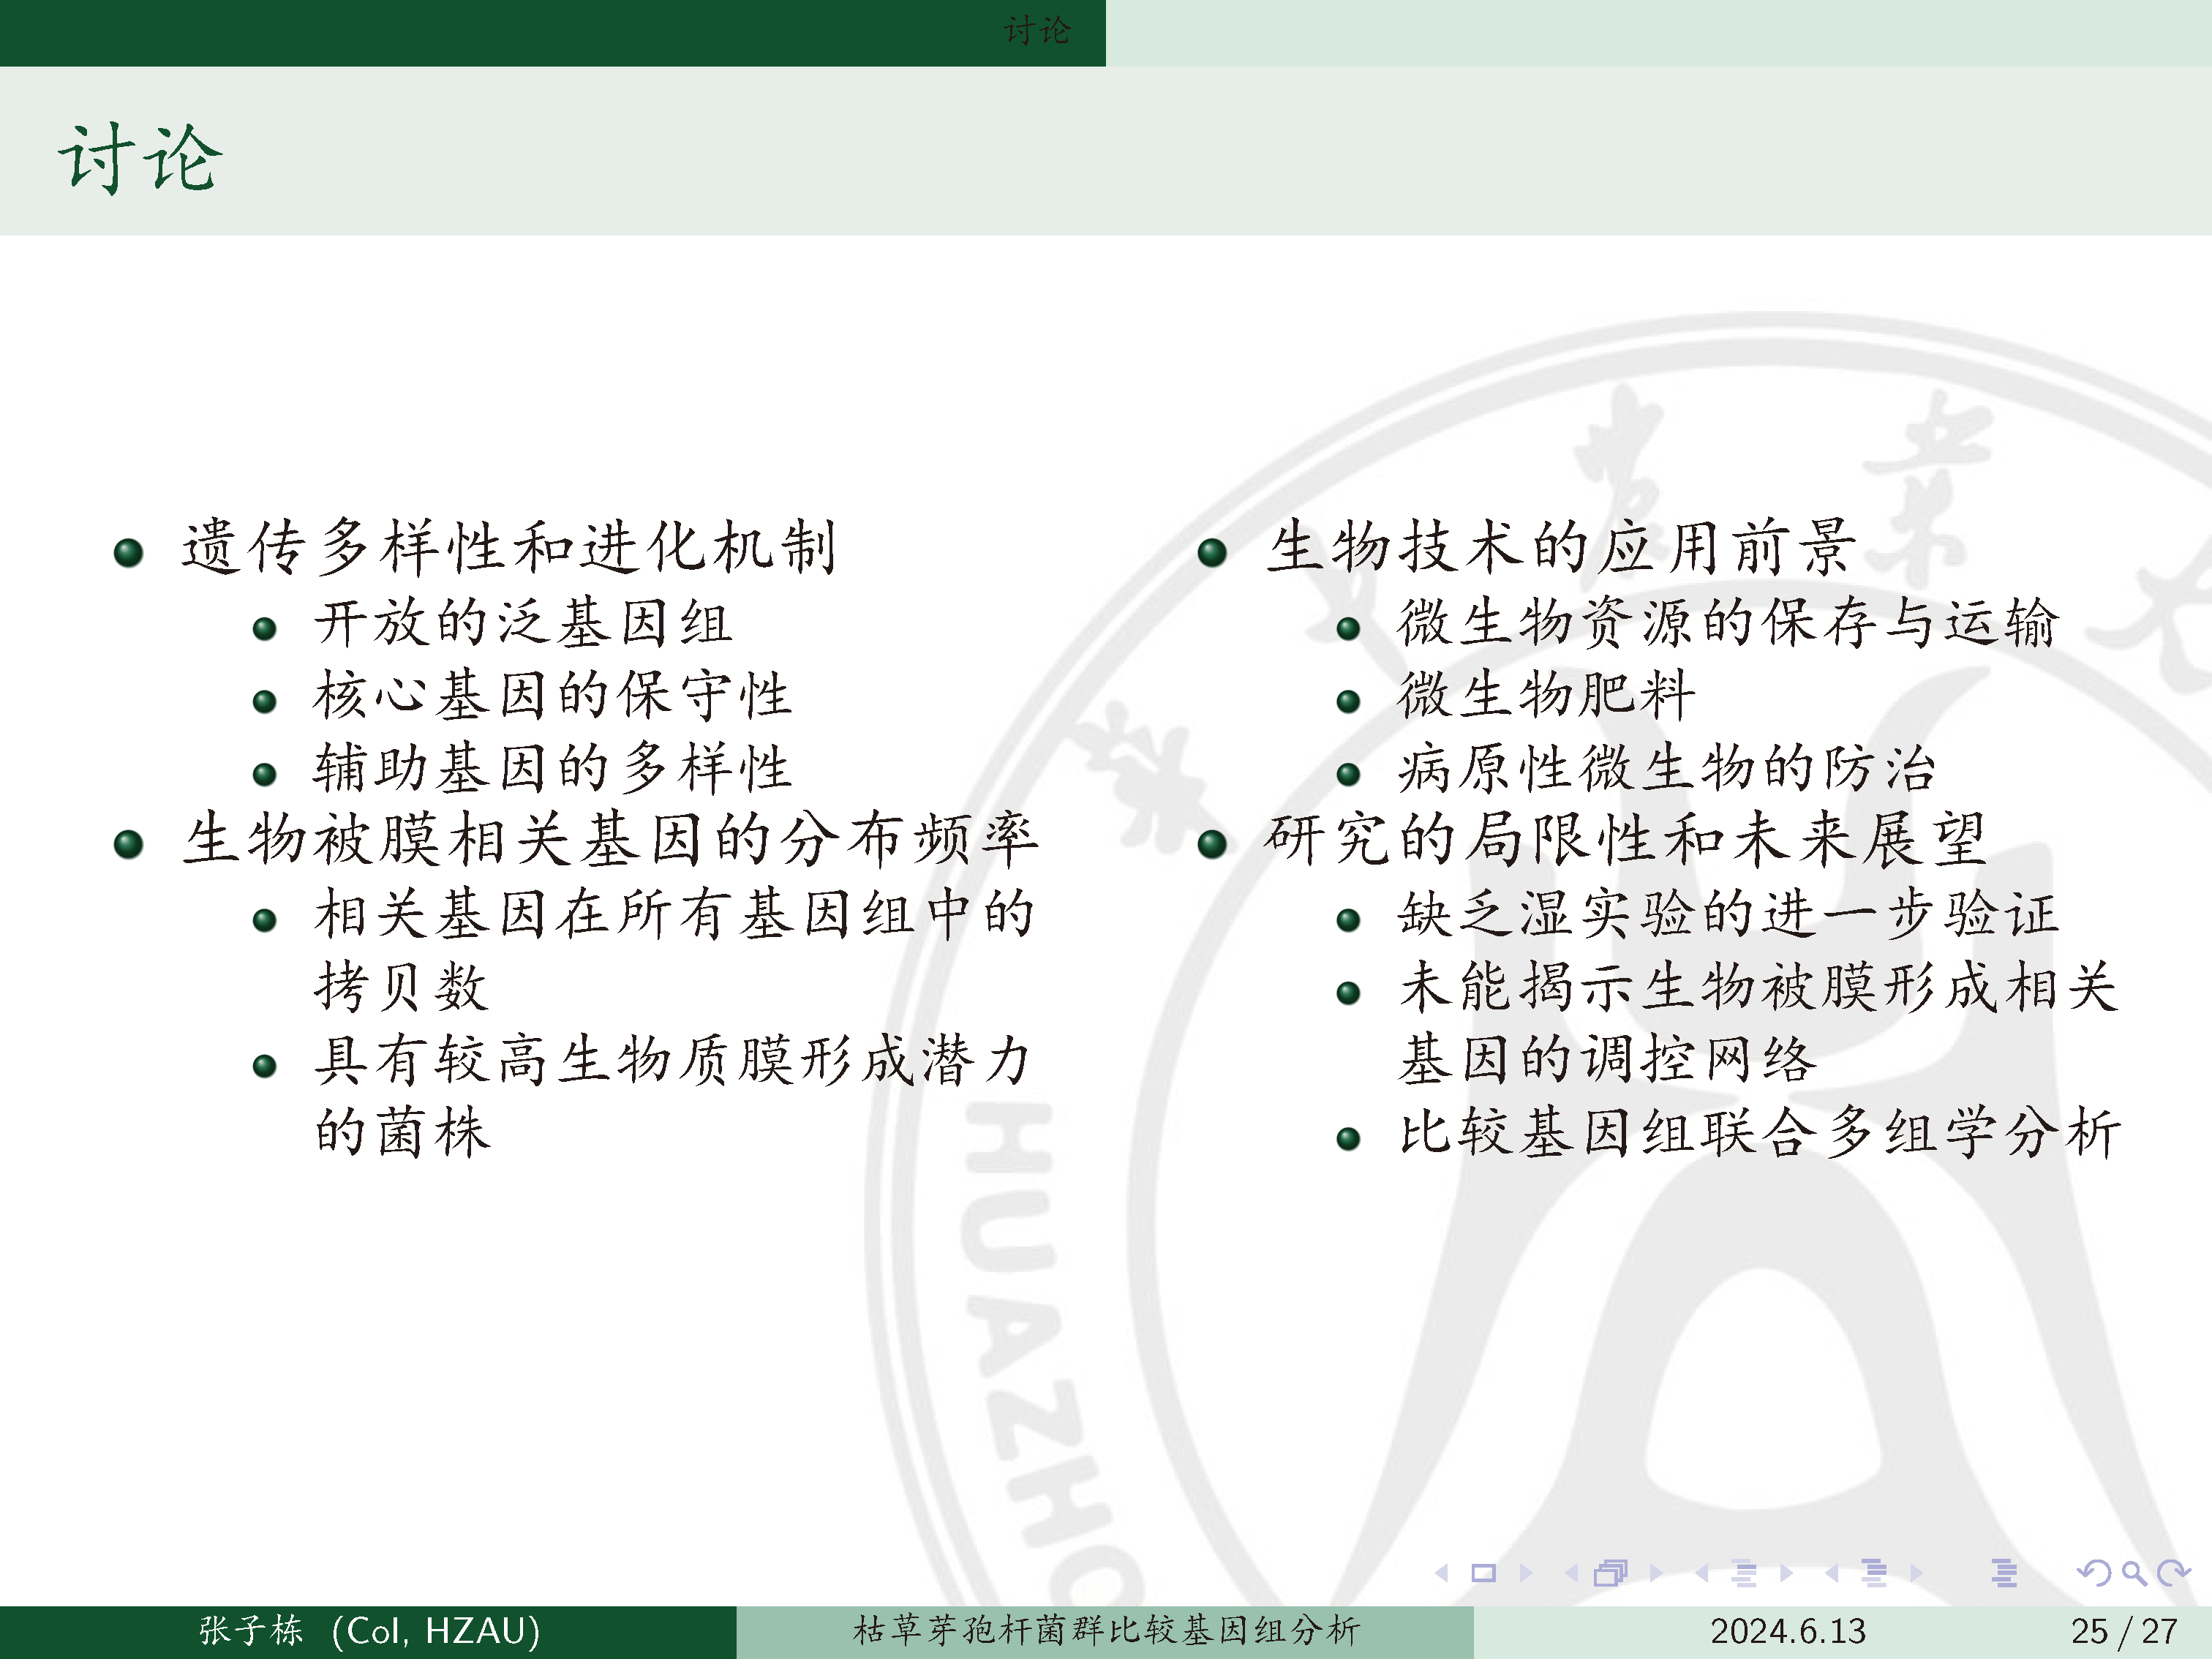 讨论
讨论
遗传多样性和进化机制
开放的泛基因组
核心基因的保守性
辅助基因的多样性
生物被膜相关基因的分布频率
相关基因在所有基因组中的
拷贝数
具有较高生物质膜形成潜力
的菌株
生物技术的应用前景
微生物资源的保存与运输
微生物肥料
病原性微生物的防治
研究的局限性和未来展望
缺乏湿实验的进一步验证
未能揭示生物被膜形成相关
基因的调控网络
比较基因组联合多组学分析
HUAZHO
张子栋 (Col, HZAU)
枯草芽孢杆菌群比较基因组分析
2024.6.13
25 / 27